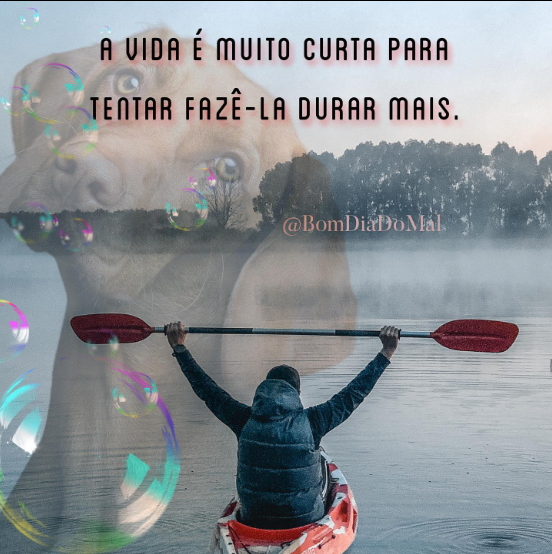 A VIDA É MUITO CURTA PARA
TENTAR FAZÊ-LA DURAR MAIS.
@BomDiaDoMal